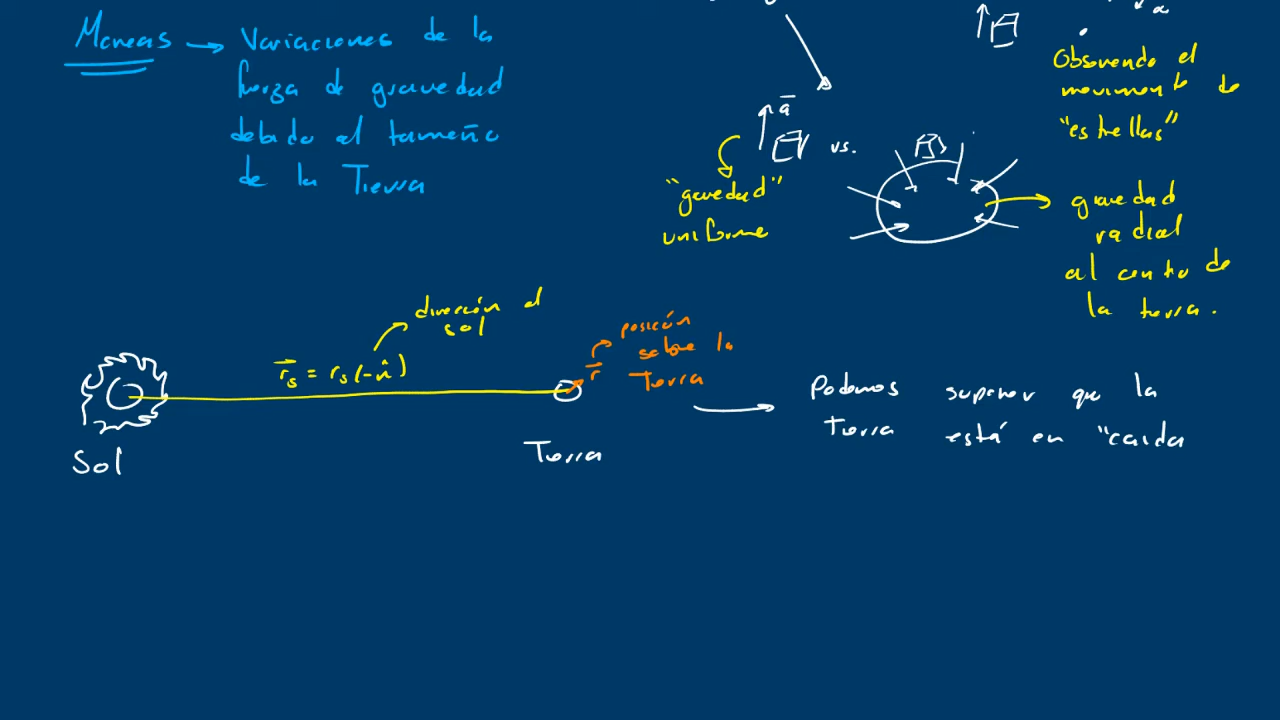 Mareas → Variaciones de la
fuerza de gravedad
debido al tamaño
de la Tierra
a
Observando el
movimiento de
"estrellas"
a
vs.
"gravedad"
uniforme
gravedad
radial
al centro de
la tierra.
dirección al
sol
r⃗s = rs(-n̂)
posición
sobre la
Tierra
r⃗
Sol
Tierra
Podemos suponer que la
Tierra está en "caída